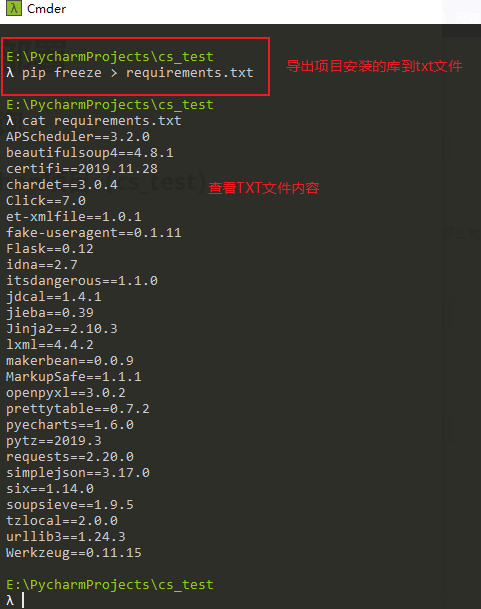 λ Cmder
E:\PycharmProjects\cs_test
λ pip freeze > requirements.txt
导出项目安装的库到txt文件
E:\PycharmProjects\cs_test
λ cat requirements.txt
APScheduler==3.2.0
beautifulsoup4==4.8.1
certifi==2019.11.28
chardet==3.0.4
查看TXT文件内容
Click==7.0
et-xmlfile==1.0.1
fake-useragent==0.1.11
Flask==0.12
idna==2.7
itsdangerous==1.1.0
jdcal==1.4.1
jieba==0.39
Jinja2==2.10.3
lxml==4.4.2
makerbean==0.0.9
MarkupSafe==1.1.1
openpyxl==3.0.2
prettytable==0.7.2
pyecharts==1.6.0
pytz==2019.3
requests==2.20.0
simplejson==3.17.0
six==1.14.0
soupsieve==1.9.5
tzlocal==2.0.0
urllib3==1.24.3
Werkzeug==0.11.15
E:\PycharmProjects\cs_test
λ